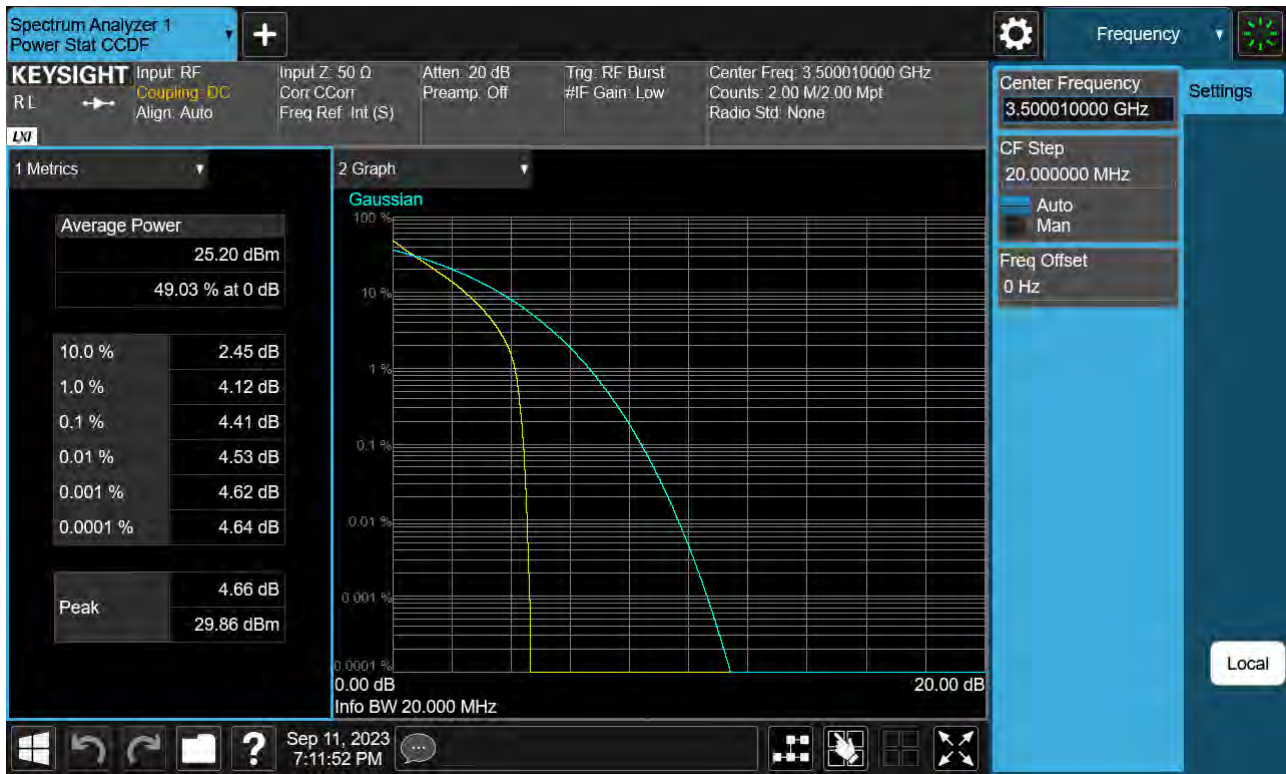 Spectrum Analyzer 1
Power Stat CCDF
+
Frequency
KEYSIGHT
RL
LXI
Input: RF
Coupling: DC
Align: Auto
Input Z: 50 Ω
Corr CCorr
Freq Ref: Int (S)
Atten: 20 dB
Preamp: Off
Trig: RF Burst
#IF Gain: Low
Center Freq: 3.500010000 GHz
Counts: 2.00 M/2.00 Mpt
Radio Std: None
1 Metrics
Average Power
25.20 dBm
49.03 % at 0 dB
10.0 % 2.45 dB
1.0 % 4.12 dB
0.1 % 4.41 dB
0.01 % 4.53 dB
0.001 % 4.62 dB
0.0001 % 4.64 dB
Peak
4.66 dB
29.86 dBm
2 Graph
Gaussian
100 %
10 %
1 %
0.1 %
0.01 %
0.001 %
0.0001 %
0.00 dB 20.00 dB
Info BW 20.000 MHz
Center Frequency
3.500010000 GHz
Settings
CF Step
20.000000 MHz
Auto
Man
Freq Offset
0 Hz
Local
?
Sep 11, 2023
7:11:52 PM